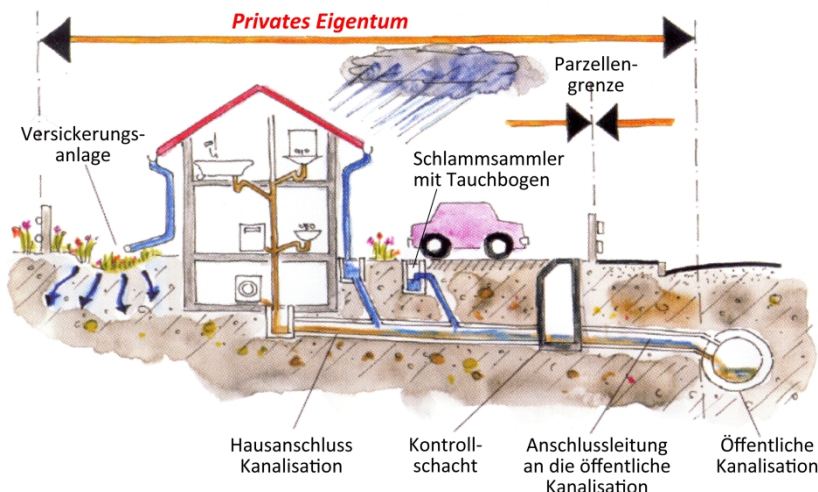 Privates Eigentum
Parzellen-
grenze
Versickerungs-
anlage
Schlammsammler
mit Tauchbogen
Hausanschluss
Kanalisation
Kontroll-
schacht
Anschlussleitung
an die öffentliche
Kanalisation
Öffentliche
Kanalisation